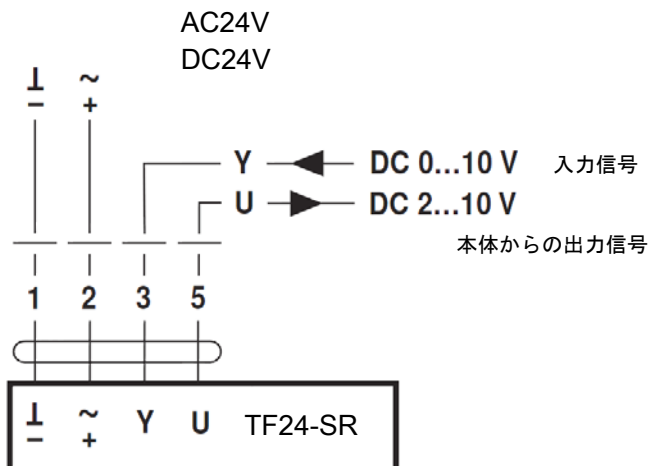 AC24V
DC24V
⊥ ~
− +
Y DC 0...10 V 入力信号
U DC 2...10 V
本体からの出力信号
1 2 3 5
⊥ ~ Y U TF24-SR
− +